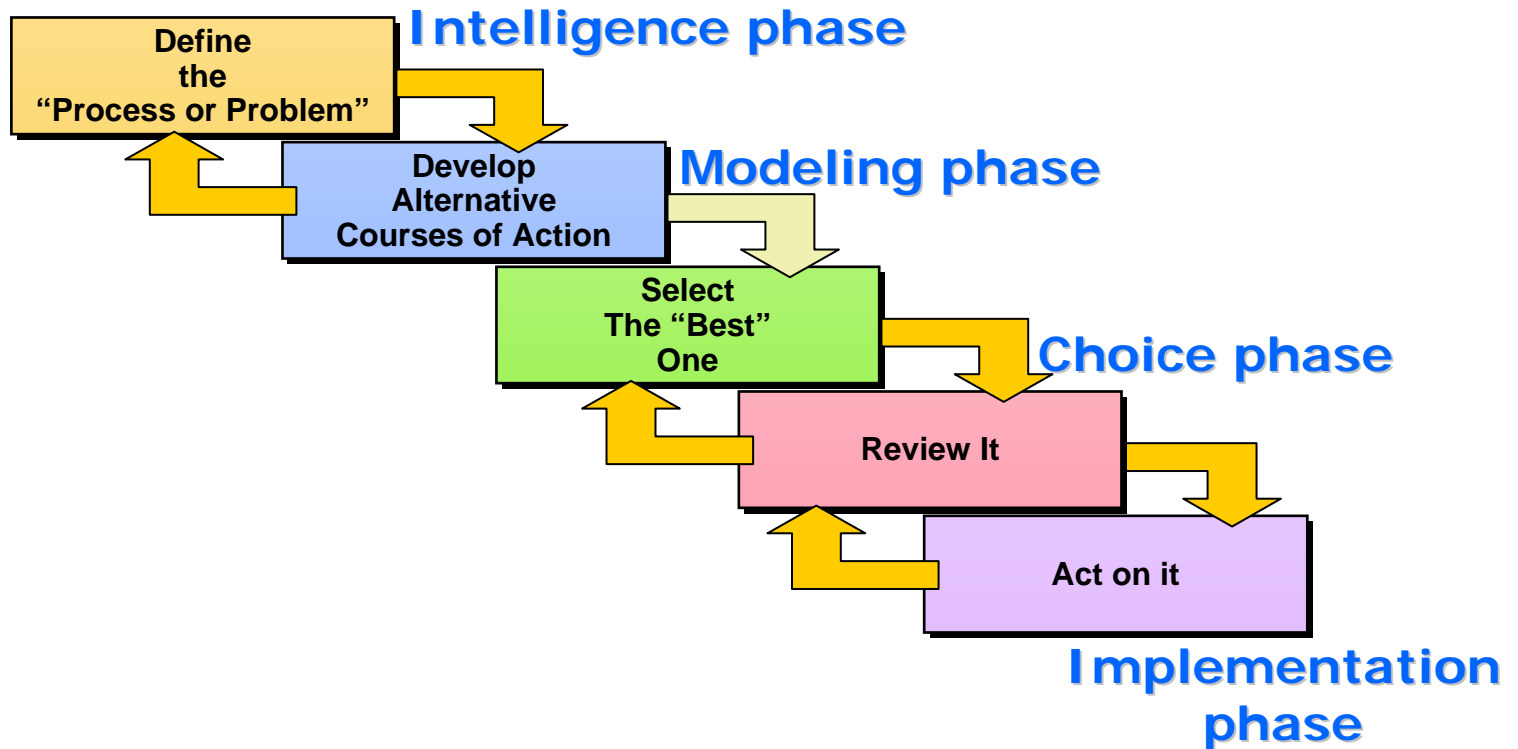 Define
the
“Process or Problem”
Intelligence phase
Develop
Alternative
Courses of Action
Modeling phase
Select
The “Best”
One
Choice phase
Review It
Act on it
Implementation
phase